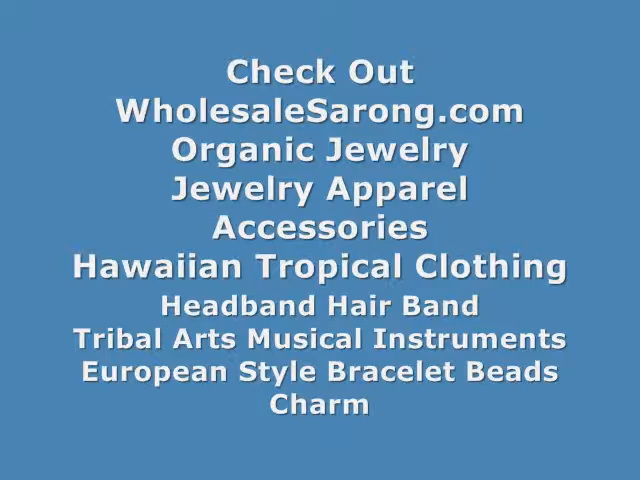 Check Out
WholesaleSarong.com
Organic Jewelry
Jewelry Apparel
Accessories
Hawaiian Tropical Clothing
Headband Hair Band
Tribal Arts Musical Instruments
European Style Bracelet Beads
Charm